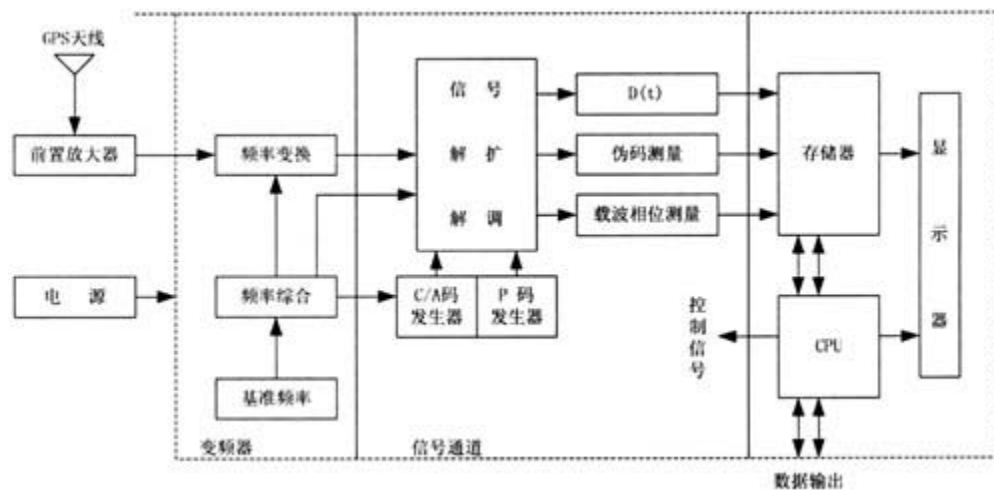 GPS天线
前置放大器
电 源
频率变换
频率综合
基准频率
变频器
信 号
解 扩
解 调
C/A码
发生器
P 码
发生器
信号通道
D(t)
伪码测量
载波相位测量
控制信号
存储器
CPU
显示器
数据输出